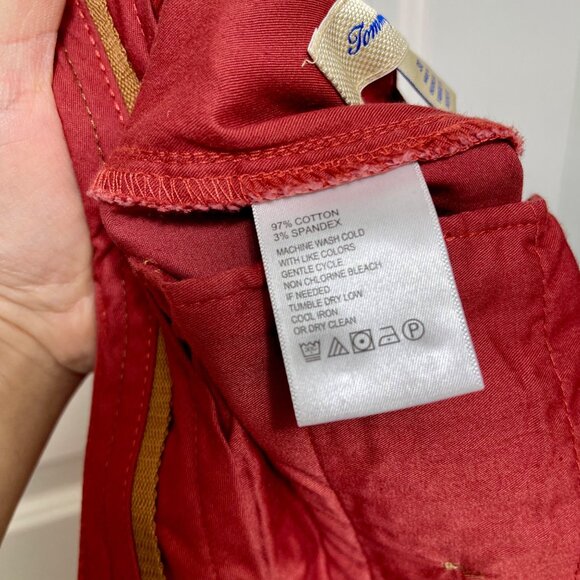 Tom
97% COTTON
3% SPANDEX
MACHINE WASH COLD
WITH LIKE COLORS
GENTLE CYCLE
NON CHLORINE BLEACH
IF NEEDED
TUMBLE DRY LOW
COOL IRON
OR DRY CLEAN
P